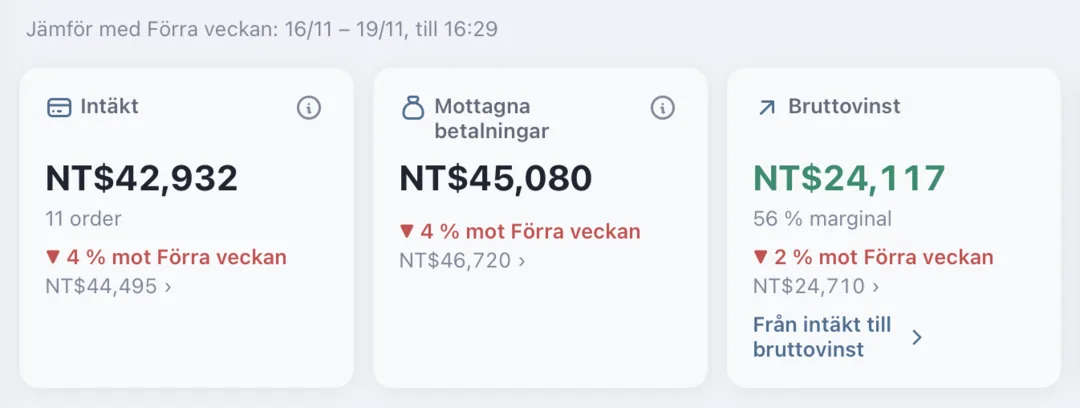 Jämför med Förra veckan: 16/11 – 19/11, till 16:29
Intäkt
NT$42,932
11 order
▼ 4 % mot Förra veckan
NT$44,495 ›
Mottagna
betalningar
NT$45,080
▼ 4 % mot Förra veckan
NT$46,720 ›
Bruttovinst
NT$24,117
56 % marginal
▼ 2 % mot Förra veckan
NT$24,710 ›
Från intäkt till
bruttovinst